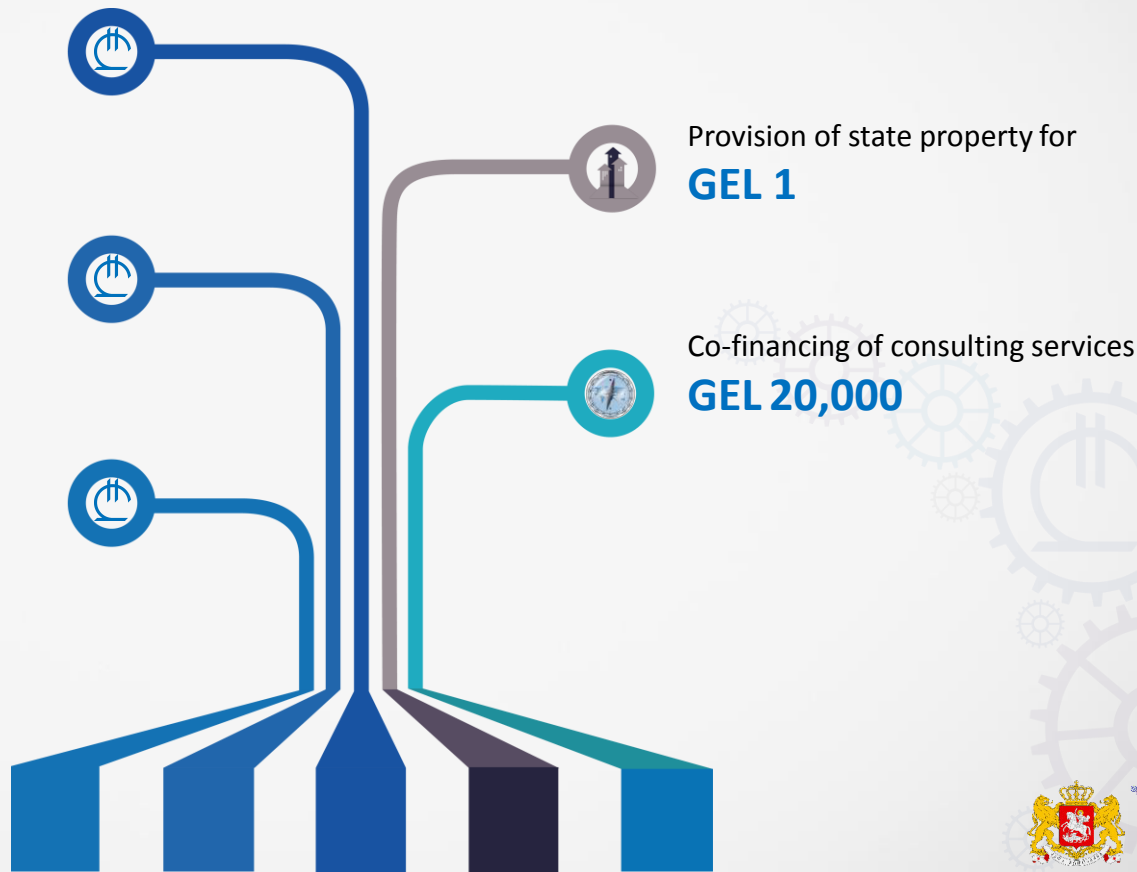 Provision of state property for
GEL 1
Co-financing of consulting services
GEL 20,000